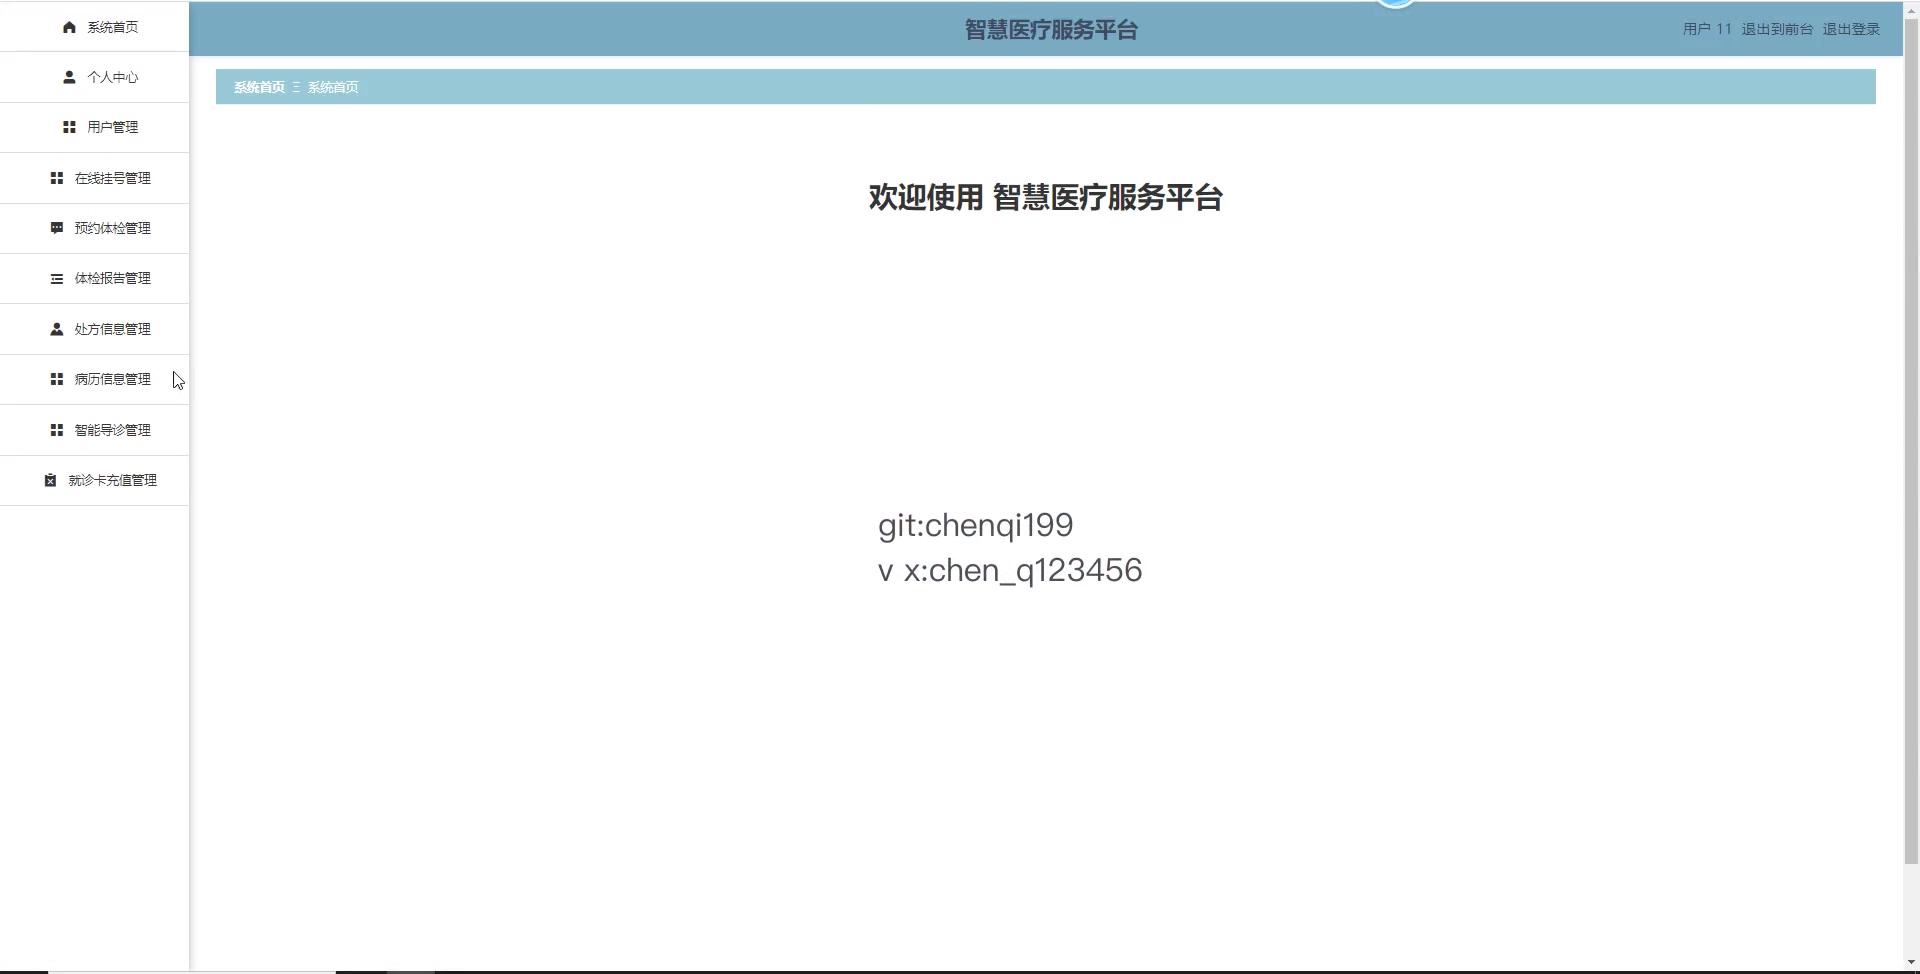 系统首页
个人中心
用户管理
在线挂号管理
预约体检管理
体检报告管理
处方信息管理
病历信息管理
智能导诊管理
就诊卡充值管理
智慧医疗服务平台
用户 11 退出到前台 退出登录
系统首页 Ξ 系统首页
欢迎使用 智慧医疗服务平台
git:chenqi199
v x:chen_q123456